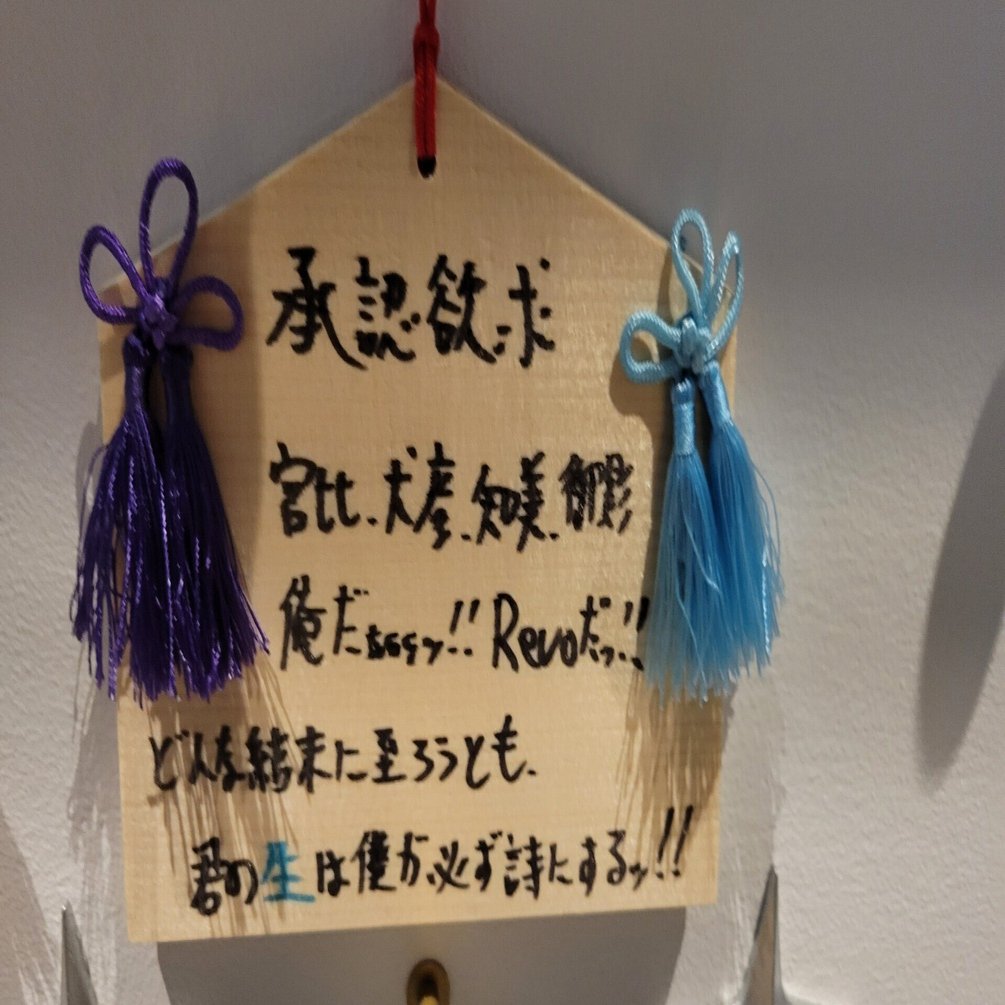 承認欲求
宮比、犬彦、知美、御影
俺だぁぁぁッ!! Revoだッ!!
どんな結末に至ろうとも、
君の生は僕が必ず詩にするッ!!